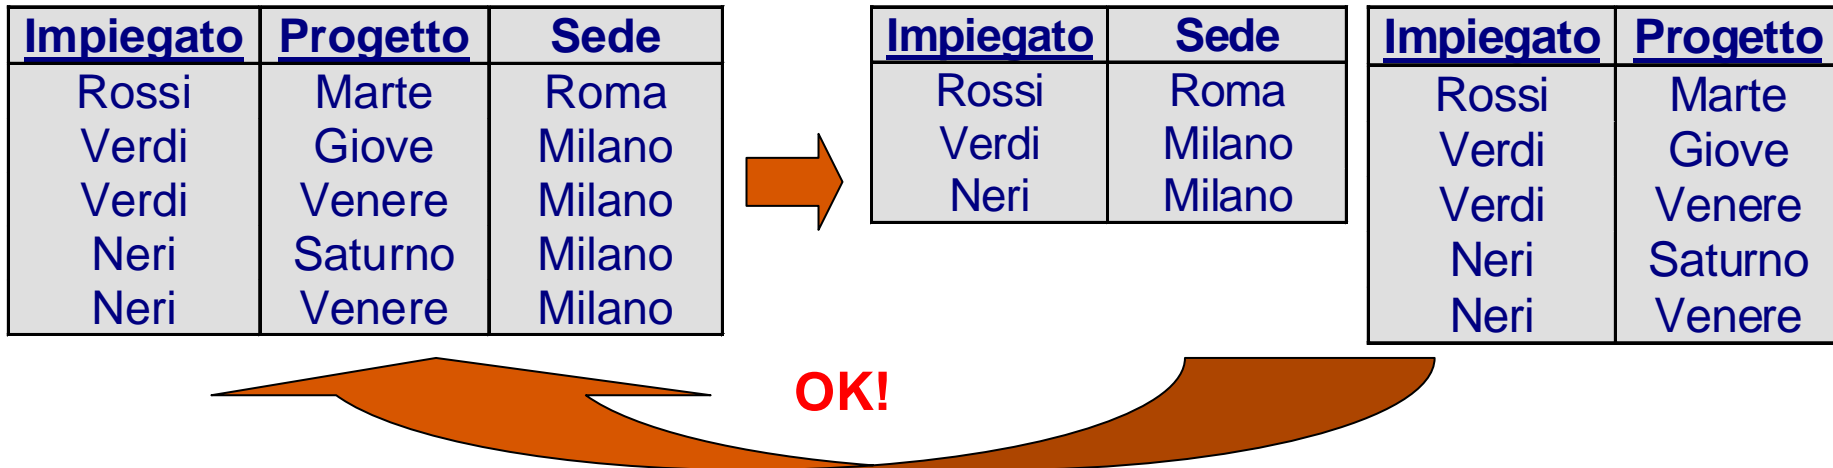 Impiegato Progetto Sede
Rossi Marte Roma
Verdi Giove Milano
Verdi Venere Milano
Neri Saturno Milano
Neri Venere Milano
Impiegato Sede
Rossi Roma
Verdi Milano
Neri Milano
Impiegato Progetto
Rossi Marte
Verdi Giove
Verdi Venere
Neri Saturno
Neri Venere
OK!